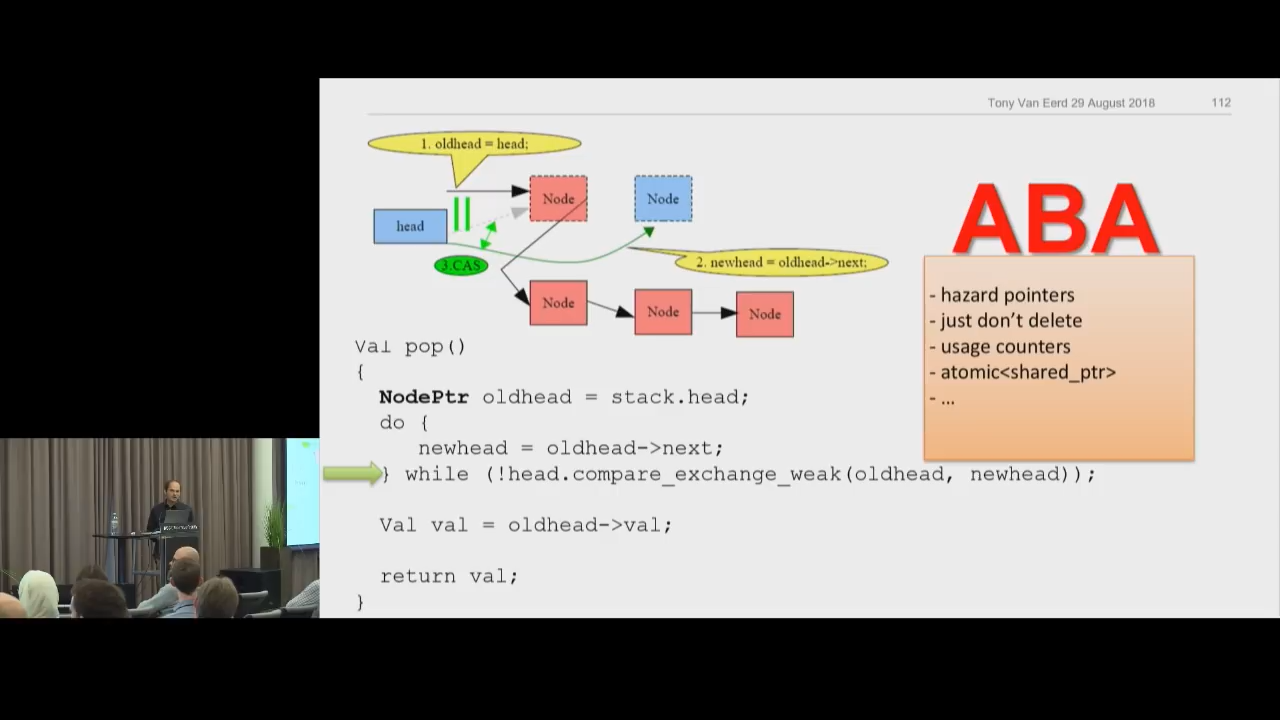 Tony Van Eerd 29 August 2018 112
1. oldhead = head;
Node
Node
head
3.CAS
2. newhead = oldhead->next;
Node
Node
Node
ABA
- hazard pointers
- just don't delete
- usage counters
- atomic<shared_ptr>
- ...
Val pop()
{
NodePtr oldhead = stack.head;
do {
newhead = oldhead->next;
} while (!head.compare_exchange_weak(oldhead, newhead));
Val val = oldhead->val;
return val;
}